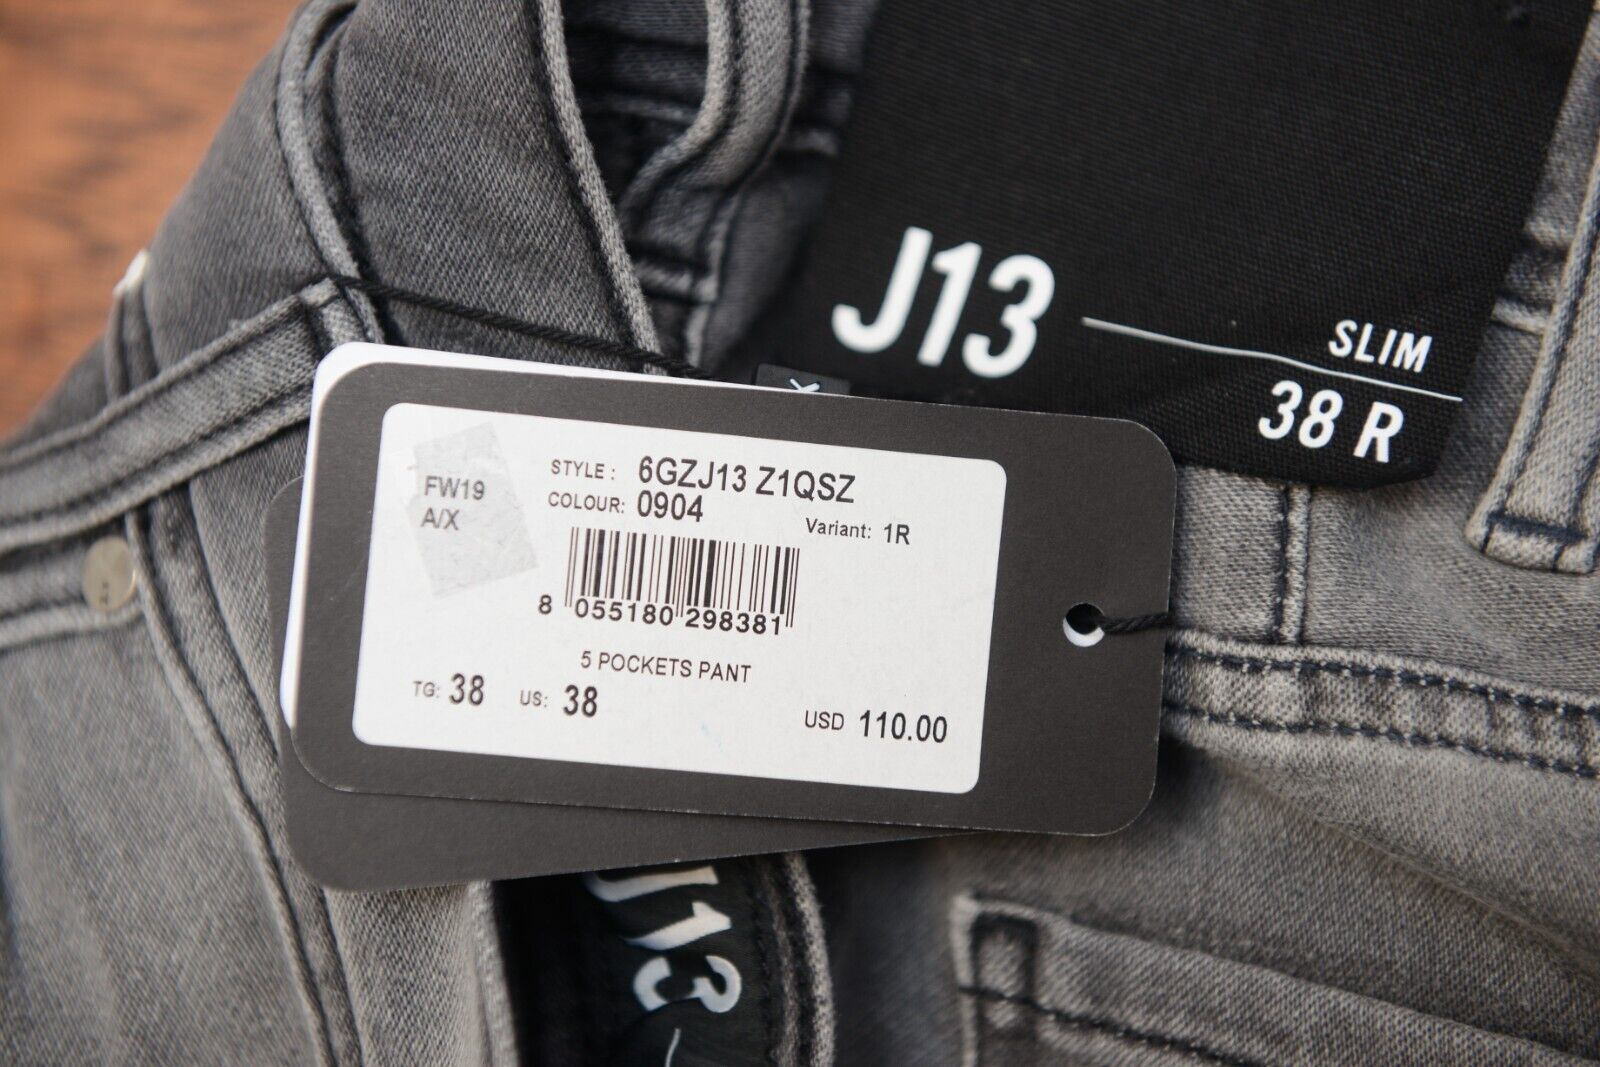 J13
SLIM
38 R
FW19
A/X
STYLE : 6GZJ13 Z1QSZ
COLOUR: 0904
Variant: 1R
8 055180 298381
5 POCKETS PANT
TG: 38 US: 38
USD 110.00
J13